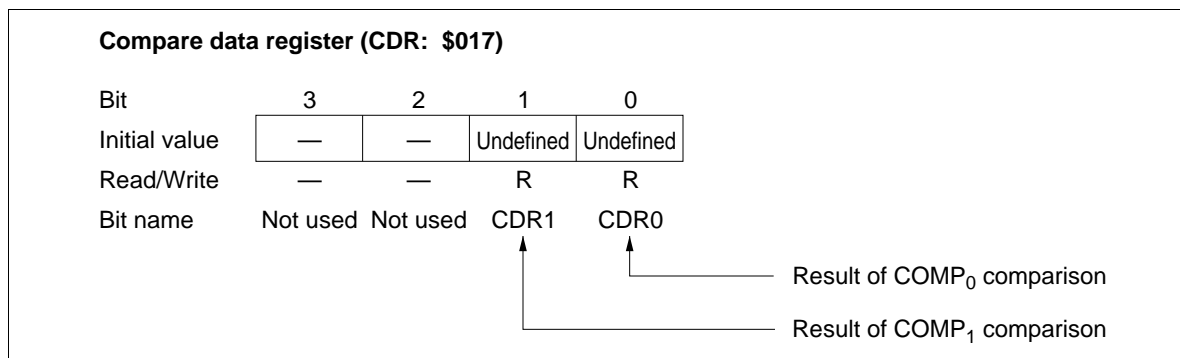 Compare data register (CDR: $017)
Bit 3 2 1 0
Initial value — — Undefined Undefined
Read/Write — — R R
Bit name Not used Not used CDR1 CDR0
Result of COMP₀ comparison
Result of COMP₁ comparison